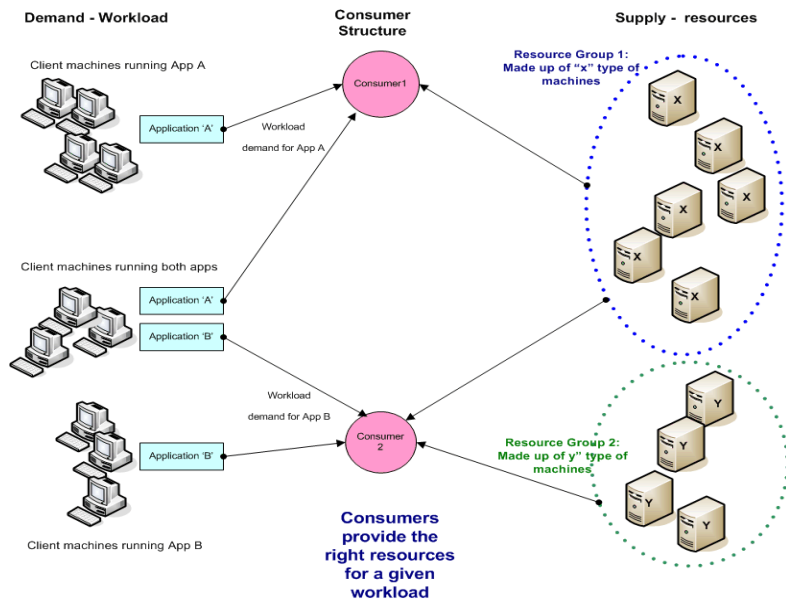 Demand - Workload
Consumer
Structure
Supply - resources
Client machines running App A
Application 'A'
Workload
demand for App A
Consumer1
Resource Group 1:
Made up of “x” type of
machines
X
X
X
X
X
X
Client machines running both apps
Application 'A'
Application 'B'
Workload
demand for App B
Consumer
2
Application 'B'
Client machines running App B
Resource Group 2:
Made up of y” type of
machines
Y
Y
Y
Y
Consumers
provide the
right resources
for a given
workload